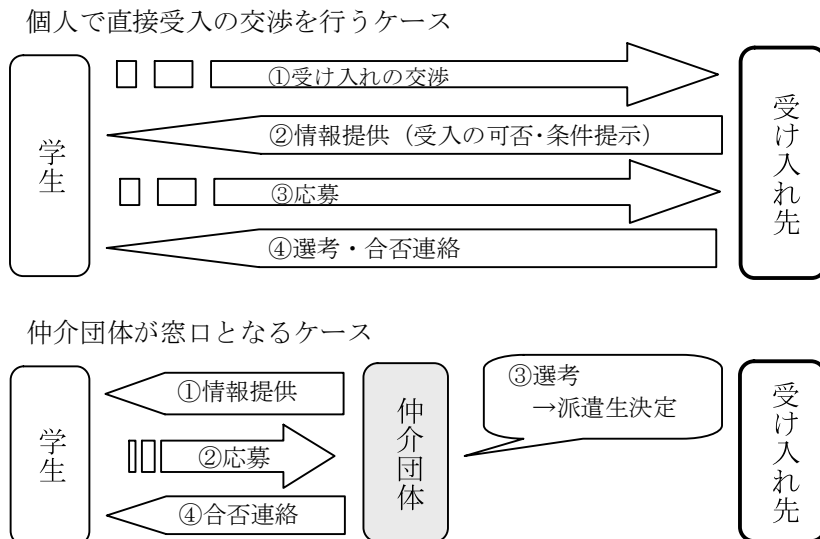 個人で直接受入の交渉を行うケース
学生
①受け入れの交渉
②情報提供（受入の可否･条件提示）
③応募
④選考・合否連絡
受け入れ先
仲介団体が窓口となるケース
学生
①情報提供
②応募
④合否連絡
仲介団体
③選考
→派遣生決定
受け入れ先